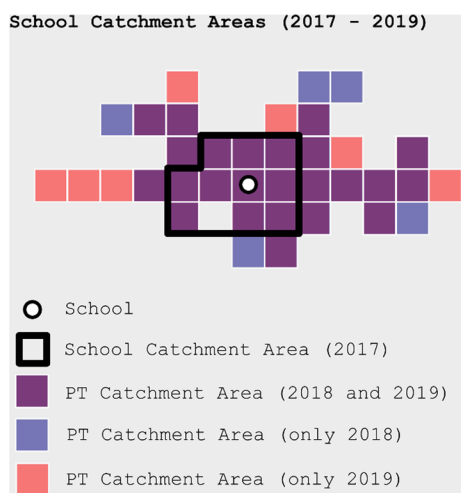 School Catchment Areas (2017 - 2019)
School
School Catchment Area (2017)
PT Catchment Area (2018 and 2019)
PT Catchment Area (only 2018)
PT Catchment Area (only 2019)